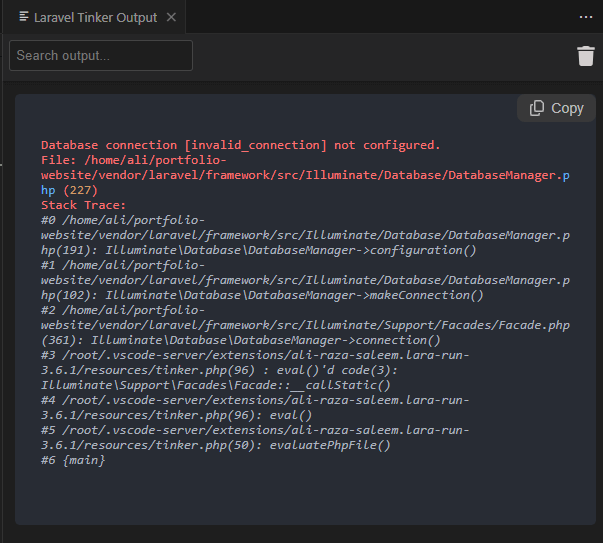 Laravel Tinker Output
Search output...
Copy
Database connection [invalid_connection] not configured.
File: /home/ali/portfolio-
website/vendor/laravel/framework/src/Illuminate/Database/DatabaseManager.p
hp (227)
Stack Trace:
#0 /home/ali/portfolio-
website/vendor/laravel/framework/src/Illuminate/Database/DatabaseManager.p
hp(191): Illuminate\Database\DatabaseManager->configuration()
#1 /home/ali/portfolio-
website/vendor/laravel/framework/src/Illuminate/Database/DatabaseManager.p
hp(102): Illuminate\Database\DatabaseManager->makeConnection()
#2 /home/ali/portfolio-
website/vendor/laravel/framework/src/Illuminate/Support/Facades/Facade.php
(361): Illuminate\Database\DatabaseManager->connection()
#3 /root/.vscode-server/extensions/ali-raza-saleem.lara-run-
3.6.1/resources/tinker.php(96) : eval()'d code(3):
Illuminate\Support\Facades\Facade::__callStatic()
#4 /root/.vscode-server/extensions/ali-raza-saleem.lara-run-
3.6.1/resources/tinker.php(96): eval()
#5 /root/.vscode-server/extensions/ali-raza-saleem.lara-run-
3.6.1/resources/tinker.php(50): evaluatePhpFile()
#6 {main}